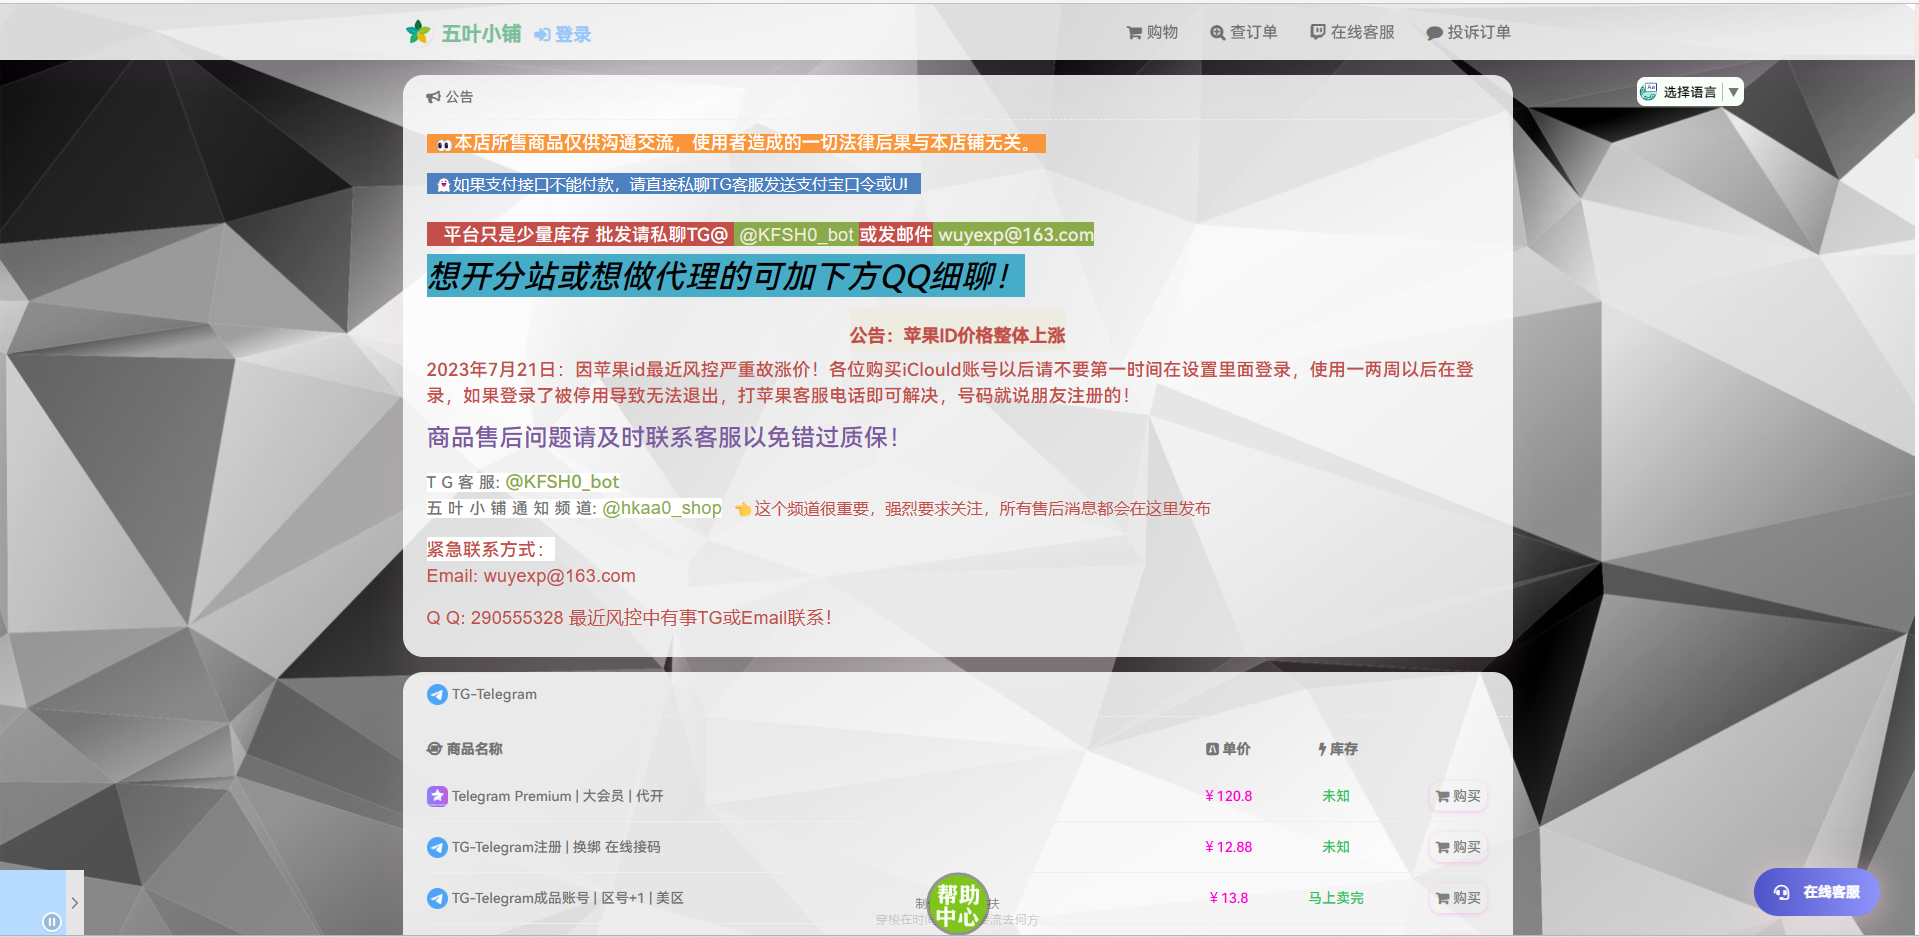 五叶小铺 登录 购物 查订单 在线客服 投诉订单
选择语言
公告
本店所售商品仅供沟通交流，使用者造成的一切法律后果与本店铺无关。
如果支付接口不能付款，请直接私聊TG客服发送支付宝口令或U!
平台只是少量库存 批发请私聊TG@ @KFSH0_bot 或发邮件 wuyexp@163.com
想开分站或想做代理的可加下方QQ细聊！
公告：苹果ID价格整体上涨
2023年7月21日：因苹果id最近风控严重故涨价！各位购买iClould账号以后请不要第一时间在设置里面登录，使用一两周以后在登
录，如果登录了被停用导致无法退出，打苹果客服电话即可解决，号码就说朋友注册的！
商品售后问题请及时联系客服以免错过质保！
T G 客 服: @KFSH0_bot
五 叶 小 铺 通 知 频 道: @hkaa0_shop 👈这个频道很重要，强烈要求关注，所有售后消息都会在这里发布
紧急联系方式：
Email: wuyexp@163.com
Q Q: 290555328 最近风控中有事TG或Email联系！
TG-Telegram
商品名称 单价 库存
Telegram Premium | 大会员 | 代开 ¥120.8 未知 购买
TG-Telegram注册 | 换绑 在线接码 ¥12.88 未知 购买
TG-Telegram成品账号 | 区号+1 | 美区 ¥13.8 马上卖完 购买
帮助
中心
在线客服